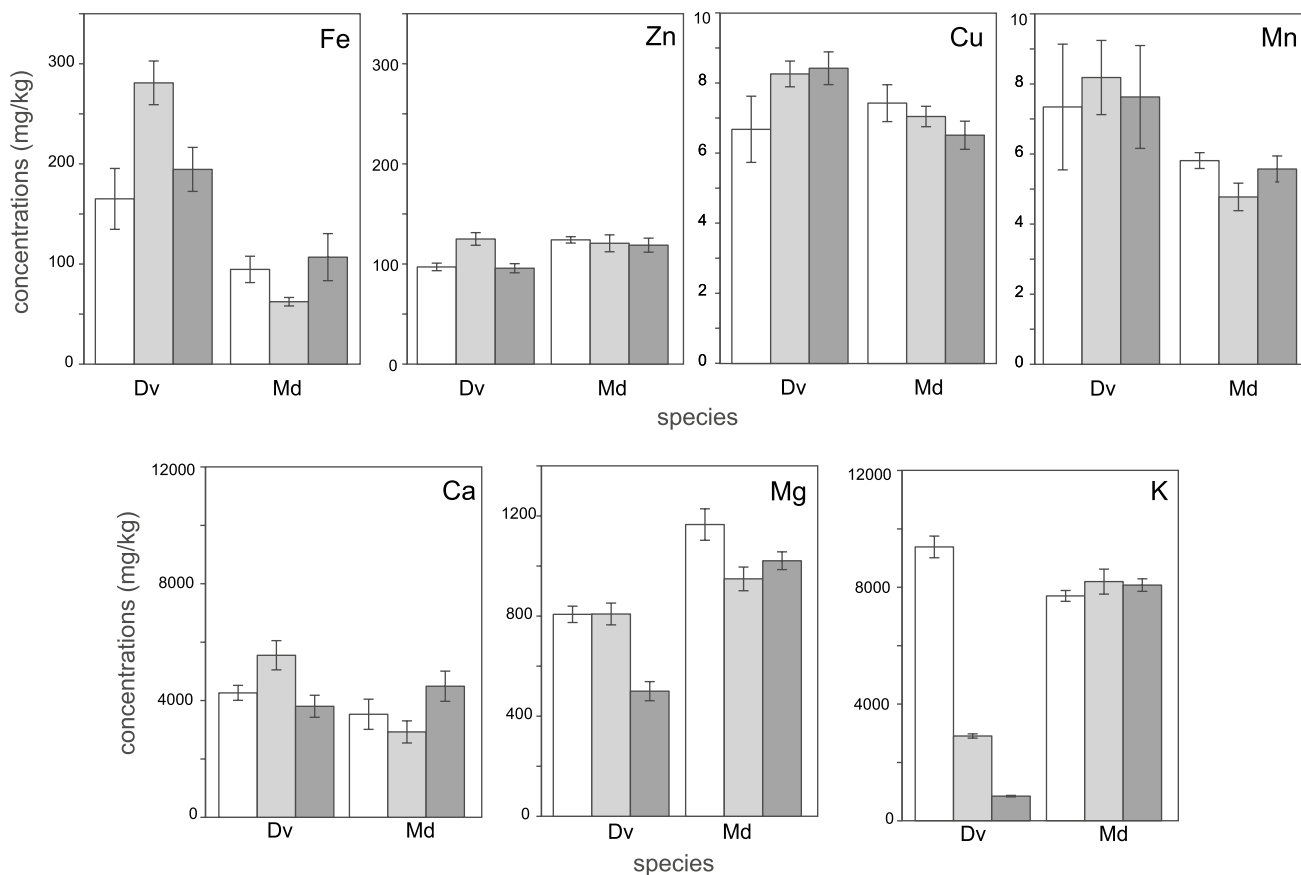 Fe
Zn
Cu
Mn
concentrations (mg/kg)
300
200
100
0
300
200
100
0
10
8
6
4
2
0
10
8
6
4
2
0
Dv
Md
Dv
Md
Dv
Md
Dv
Md
species
Ca
Mg
K
concentrations (mg/kg)
12000
8000
4000
0
1200
800
400
0
12000
8000
4000
0
Dv
Md
Dv
Md
Dv
Md
species